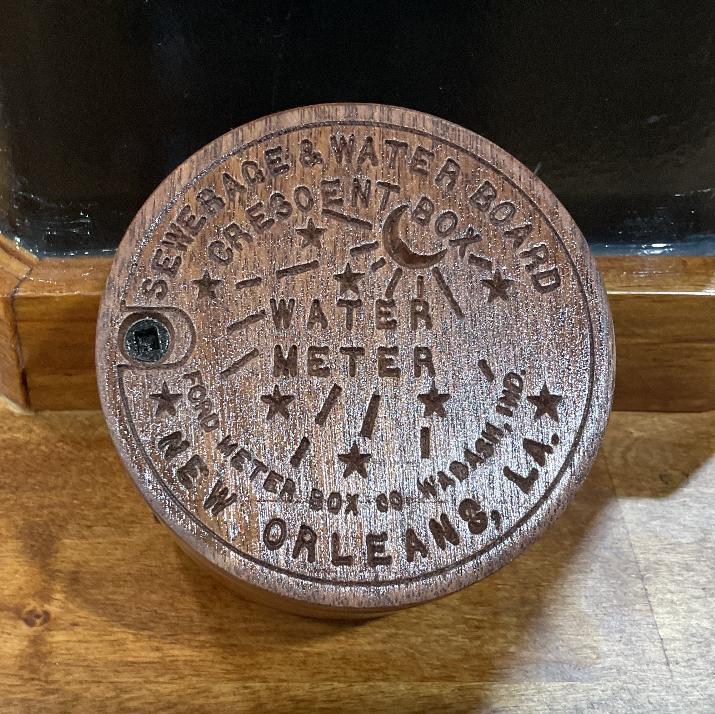 SEWERAGE & WATER BOARD
CRESCENT BOX
WATER
METER
FORD METER BOX CO WABASH, IND.
NEW ORLEANS, LA.